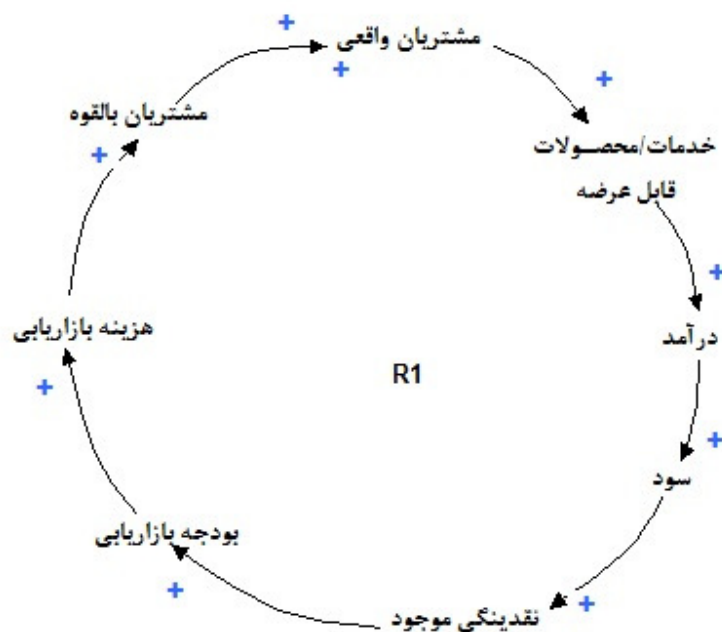 +
مشتریان واقعی
+
+
مشتریان بالقوه
+
خدمات/محصـولات
قابل عرضه
+
+
هزینه بازاریابی
درآمد
R1
+
+
سود
بودجه بازاریابی
+
+
نقدینگی موجود